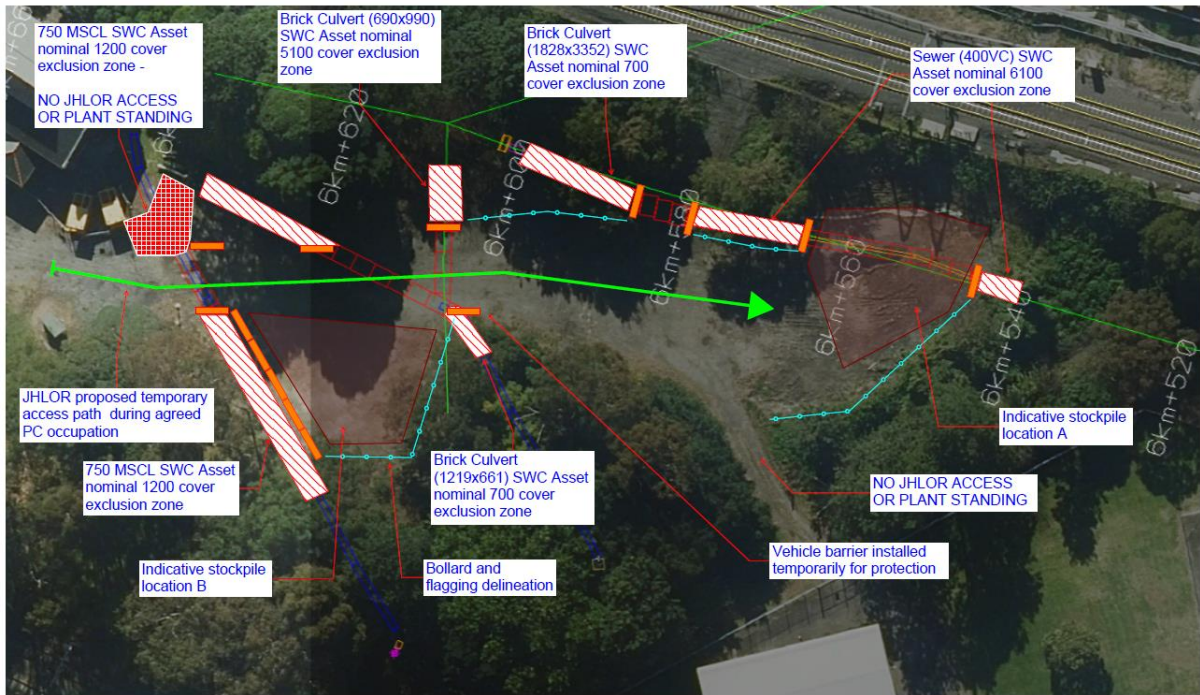 750 MSCL SWC Asset
nominal 1200 cover
exclusion zone -
NO JHLOR ACCESS
OR PLANT STANDING
Brick Culvert (690x990)
SWC Asset nominal
5100 cover exclusion
zone
Brick Culvert
(1828x3352) SWC
Asset nominal 700
cover exclusion zone
Sewer (400VC) SWC
Asset nominal 6100
cover exclusion zone
6km+620
6km+600
6km+580
6km+560
6km+540
6km+520
JHLOR proposed temporary
access path during agreed
PC occupation
750 MSCL SWC Asset
nominal 1200 cover
exclusion zone
Brick Culvert
(1219x661) SWC Asset
nominal 700 cover
exclusion zone
Indicative stockpile
location A
NO JHLOR ACCESS
OR PLANT STANDING
Indicative stockpile
location B
Bollard and
flagging delineation
Vehicle barrier installed
temporarily for protection